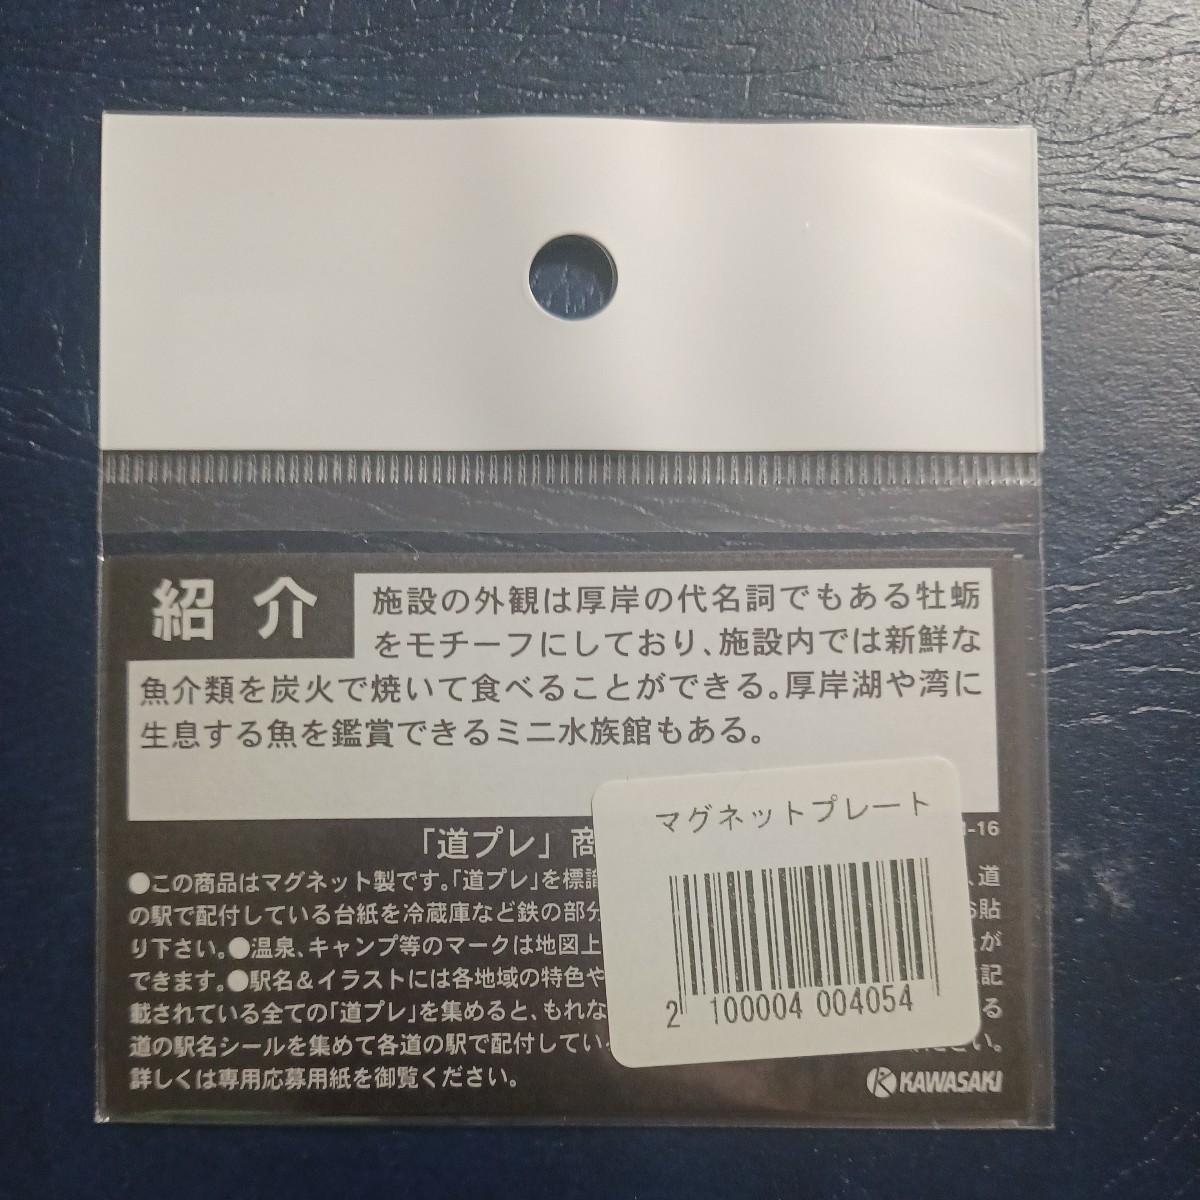 紹介
施設の外観は厚岸の代名詞でもある牡蛎
をモチーフにしており、施設内では新鮮な
魚介類を炭火で焼いて食べることができる。厚岸湖や湾に
生息する魚を鑑賞できるミニ水族館もある。
マグネットプレート
「道プレ」商
-16
●この商品はマグネット製です。「道プレ」を標識
道
の駅で配付している台紙を冷蔵庫など鉄の部分
お貼
り下さい。●温泉、キャンプ等のマークは地図上
が
できます。●駅名&イラストには各地域の特色や
記
載されている全ての「道プレ」を集めると、もれな
る
道の駅名シールを集めて各道の駅で配付してい
ださい。
詳しくは専用応募用紙を御覧ください。
2 100004 004054
KAWASAKI